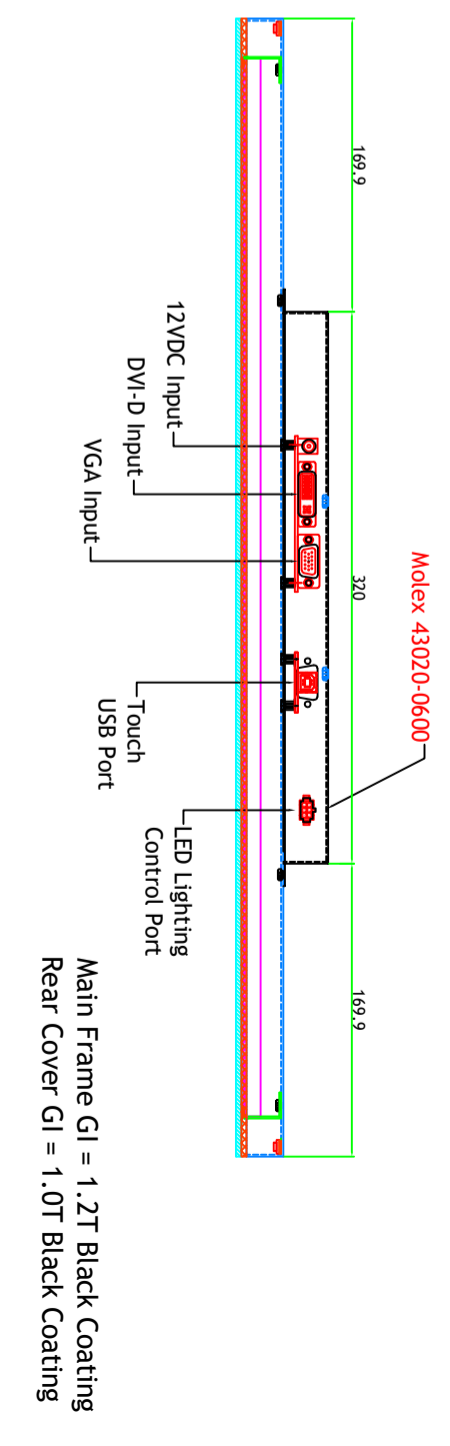 169.9
320
169.9
Molex 43020-0600
12VDC Input
DVI-D Input
VGA Input
Touch
USB Port
LED Lighting
Control Port
Main Frame GI = 1.2T Black Coating
Rear Cover GI = 1.0T Black Coating